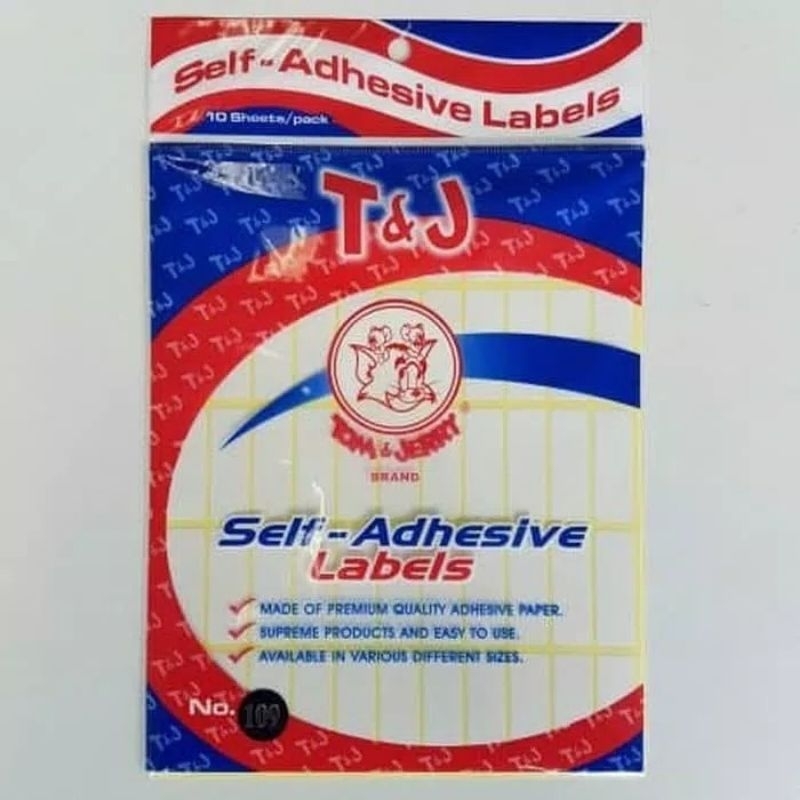 Self-Adhesive Labels
10 Sheets/pack
T&J
TOM & JERRY ®
BRAND
Self-Adhesive
Labels
MADE OF PREMIUM QUALITY ADHESIVE PAPER.
SUPREME PRODUCTS AND EASY TO USE.
AVAILABLE IN VARIOUS DIFFERENT SIZES.
No. 109